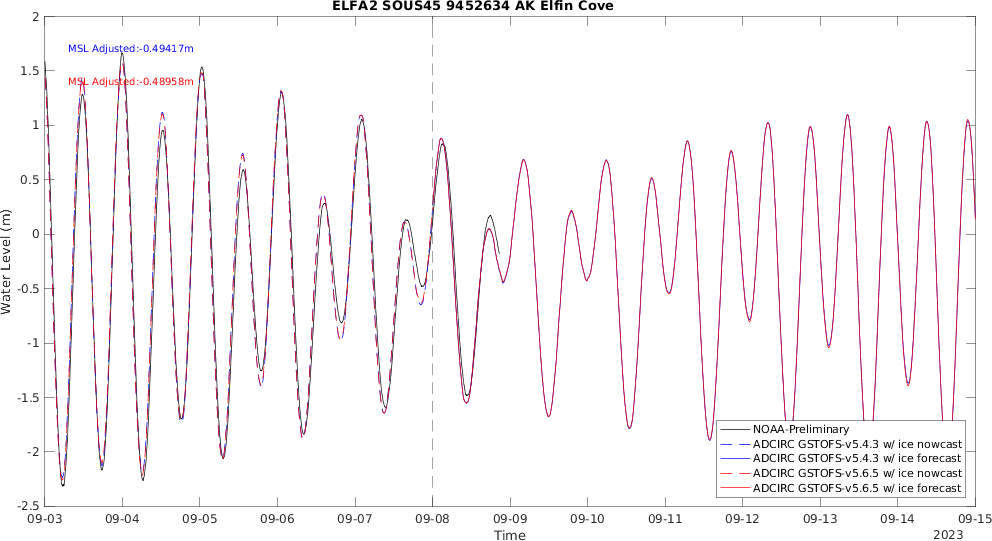 ELFA2 SOUS45 9452634 AK Elfin Cove
MSL Adjusted:-0.49417m
MSL Adjusted:-0.48958m
2
1.5
1
0.5
0
-0.5
-1
-1.5
-2
-2.5
Water Level (m)
NOAA-Preliminary
ADCIRC GSTOFS-v5.4.3 w/ ice nowcast
ADCIRC GSTOFS-v5.4.3 w/ ice forecast
ADCIRC GSTOFS-v5.6.5 w/ ice nowcast
ADCIRC GSTOFS-v5.6.5 w/ ice forecast
09-03 09-04 09-05 09-06 09-07 09-08 09-09 09-10 09-11 09-12 09-13 09-14 09-15
Time
2023